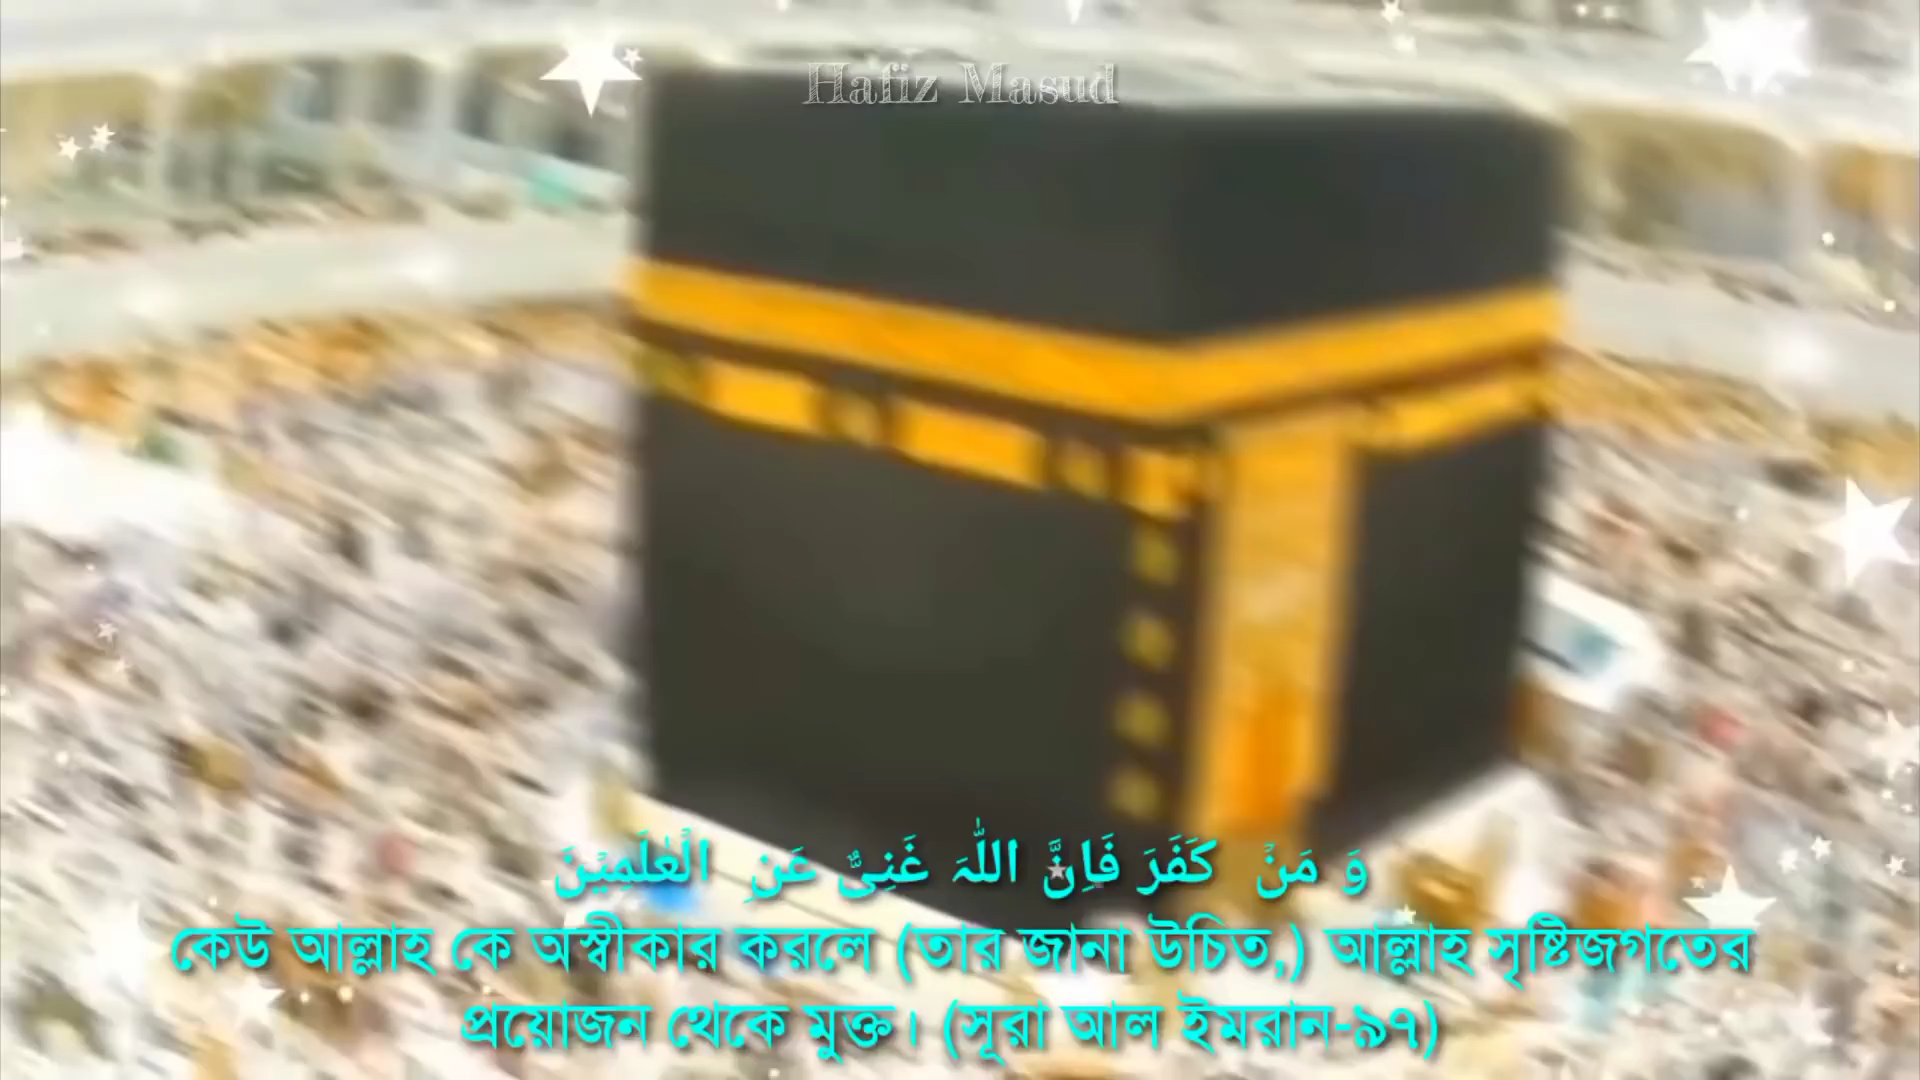 Hafiz Masud
وَ مَنۡ کَفَرَ فَاِنَّ اللّٰہَ غَنِیٌّ عَنِ الۡعٰلَمِیۡنَ
কেউ আল্লাহ কে অস্বীকার করলে (তার জানা উচিত,) আল্লাহ সৃষ্টিজগতের
প্রয়োজন থেকে মুক্ত। (সূরা আল ইমরান-৯৭)